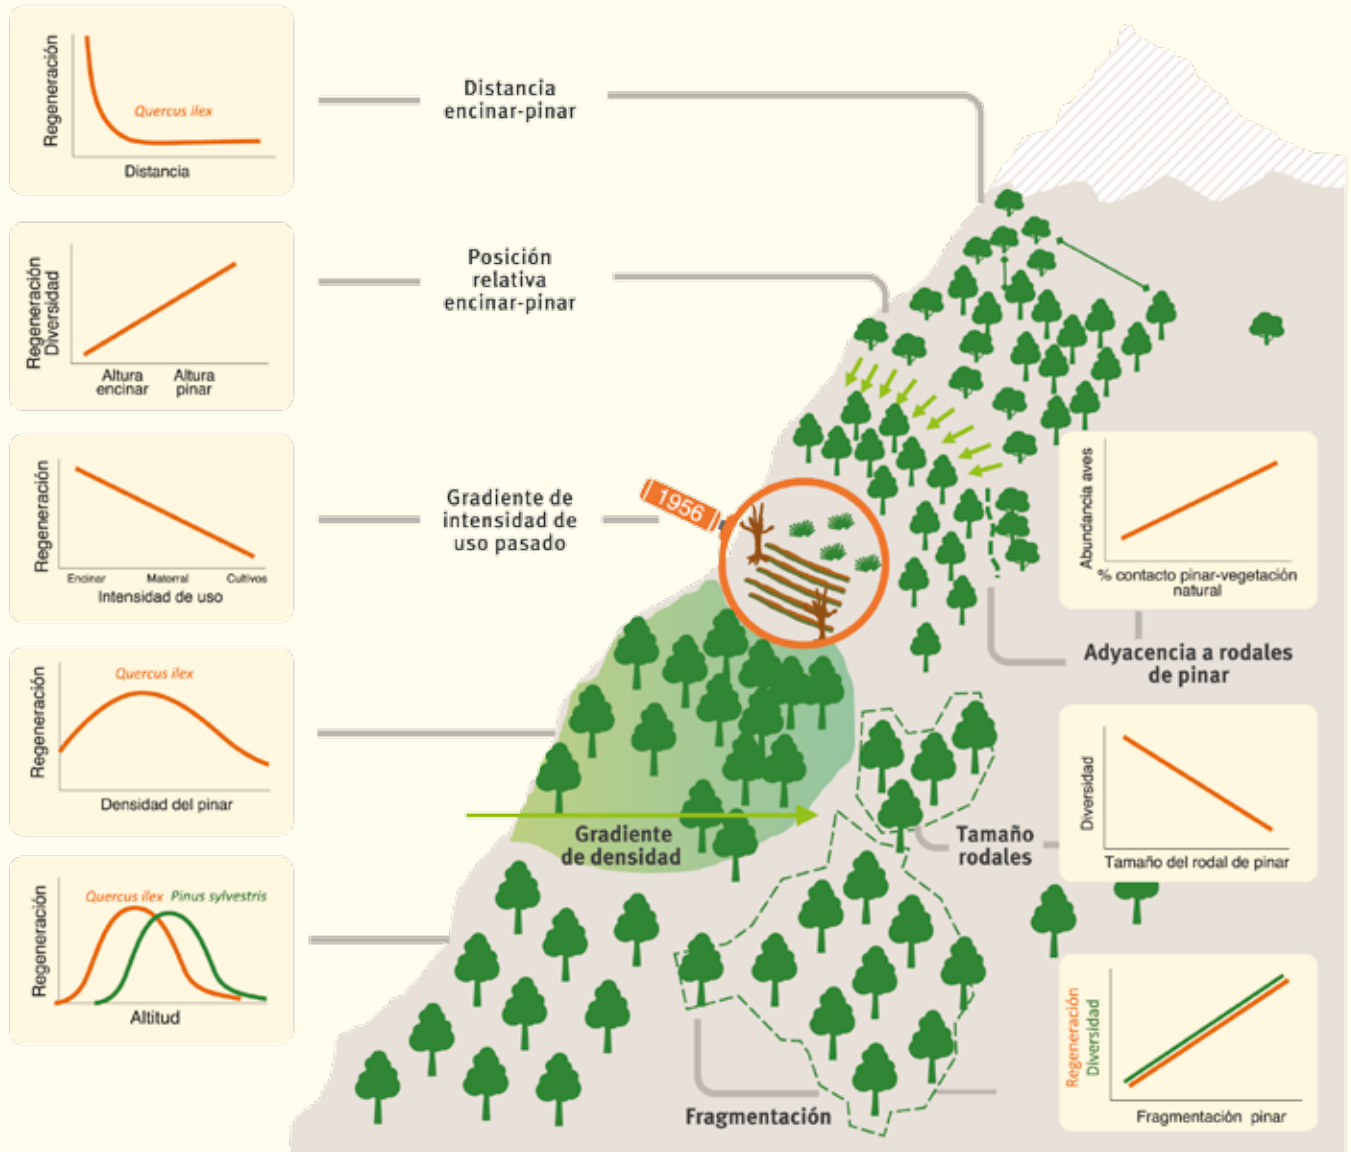 Regeneración
Quercus ilex
Distancia
Distancia
encinar-pinar
Regeneración
Diversidad
Altura
encinar
Altura
pinar
Posición
relativa
encinar-pinar
Regeneración
Encinar
Matorral
Cultivos
Intensidad de uso
Gradiente de
intensidad de
uso pasado
1956
Abundancia aves
% contacto pinar-vegetación
natural
Adyacencia a rodales
de pinar
Regeneración
Quercus ilex
Densidad del pinar
Gradiente
de densidad
Tamaño
rodales
Diversidad
Tamaño del rodal de pinar
Regeneración
Quercus ilex
Pinus sylvestris
Altitud
Fragmentación
Regeneración
Diversidad
Fragmentación pinar